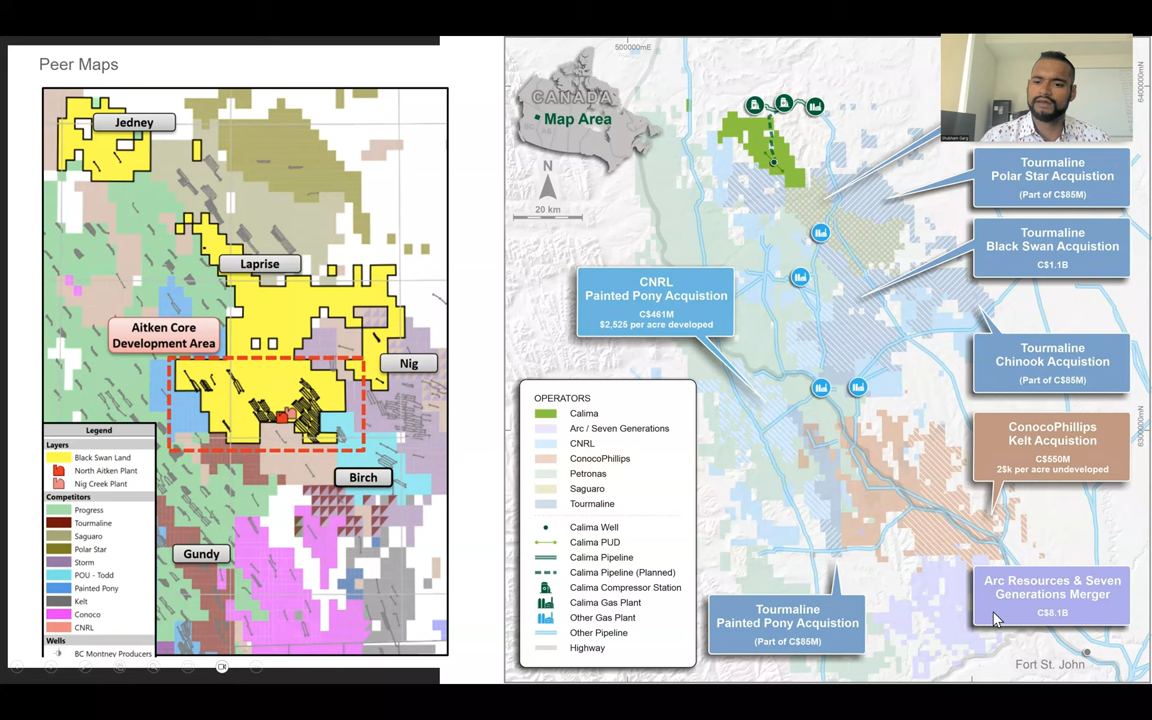 Peer Maps
Jedney
Laprise
Aitken Core
Development Area
Nig
Birch
Gundy
Legend
Layers
Black Swan Land
North Aitken Plant
Nig Creek Plant
Competitors
Progress
Tourmaline
Saguaro
Polar Star
Storm
POU - Todd
Painted Pony
Kelt
Conoco
CNRL
Wells
BC Montney Producers
500000mE
6400000mN
6300000mN
CANADA
Map Area
N
20 km
Shubham Garg
Tourmaline
Polar Star Acquistion
(Part of C$85M)
Tourmaline
Black Swan Acquistion
C$1.1B
CNRL
Painted Pony Acquistion
C$461M
$2,525 per acre developed
Tourmaline
Chinook Acquistion
(Part of C$85M)
ConocoPhillips
Kelt Acquistion
C$550M
2$k per acre undeveloped
Arc Resources & Seven
Generations Merger
C$8.1B
Tourmaline
Painted Pony Acquistion
(Part of C$85M)
Fort St. John
OPERATORS
Calima
Arc / Seven Generations
CNRL
ConocoPhillips
Petronas
Saguro
Tourmaline
Calima Well
Calima PUD
Calima Pipeline
Calima Pipeline (Planned)
Calima Compressor Station
Calima Gas Plant
Other Gas Plant
Other Pipeline
Highway